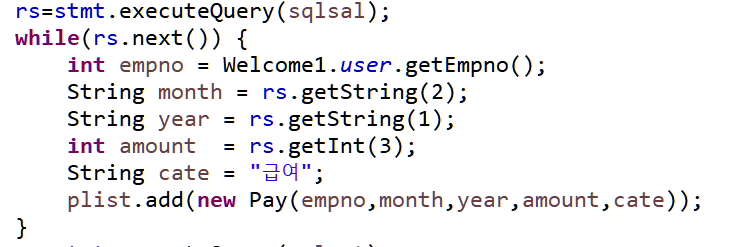 rs=stmt.executeQuery(sqlsal);
while(rs.next()) {
    int empno = Welcome1.user.getEmpno();
    String month = rs.getString(2);
    String year = rs.getString(1);
    int amount  = rs.getInt(3);
    String cate = "급여";
    plist.add(new Pay(empno,month,year,amount,cate));
}